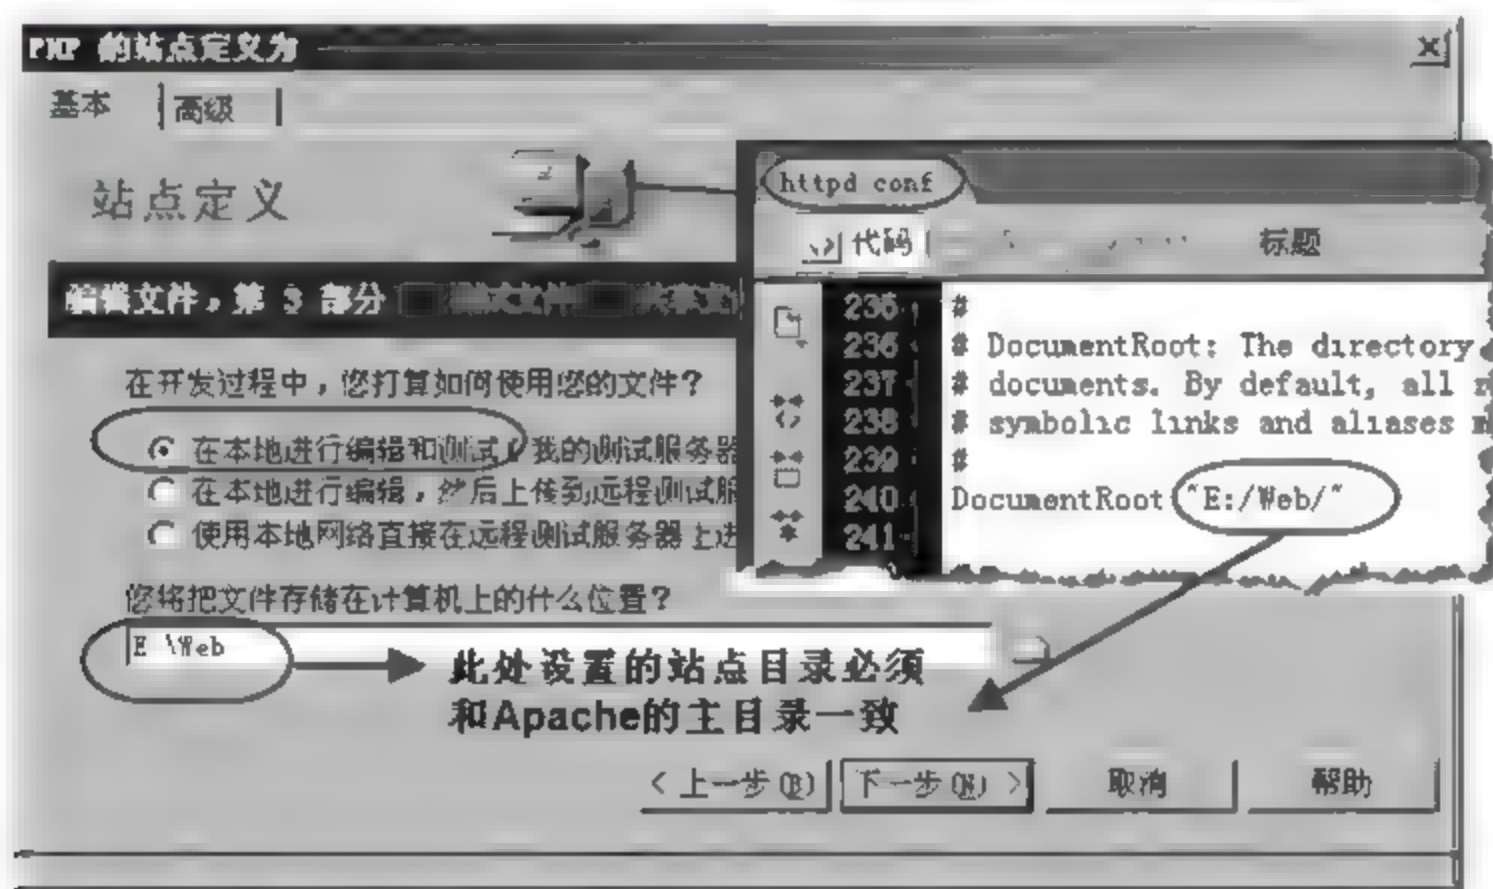 PHP 的站点定义为
基本
高级
站点定义
httpd conf
代码
标题
编辑文件，第 3 部分
235 #
236 # DocumentRoot: The directory
237 # documents. By default, all
238 # symbolic links and aliases
239 #
240 DocumentRoot "E:/Web/"
241
在开发过程中，您打算如何使用您的文件？
在本地进行编辑和测试 我的测试服务器
在本地进行编辑，然后上传到远程测试服
使用本地网络直接在远程测试服务器上进
您将把文件存储在计算机上的什么位置？
E \Web
此处设置的站点目录必须
和Apache的主目录一致
< 上一步(B)
下一步(N) >
取消
帮助